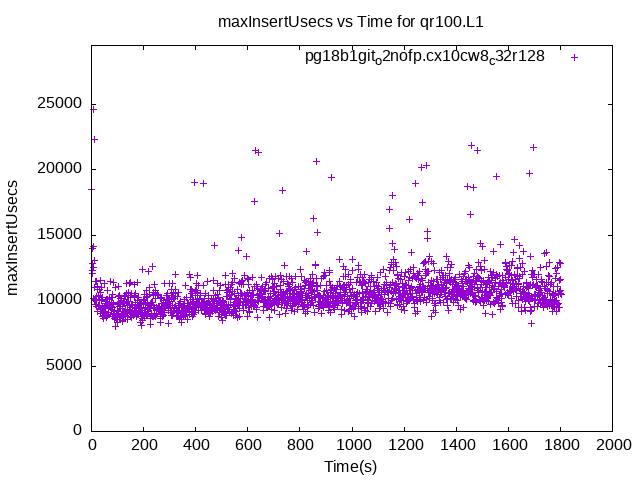 maxInsertUsecs vs Time for qr100.L1
pg18b1git_o2nofp.cx10cw8_c32r128
25000
20000
15000
10000
5000
0
maxInsertUsecs
0 200 400 600 800 1000 1200 1400 1600 1800 2000
Time(s)